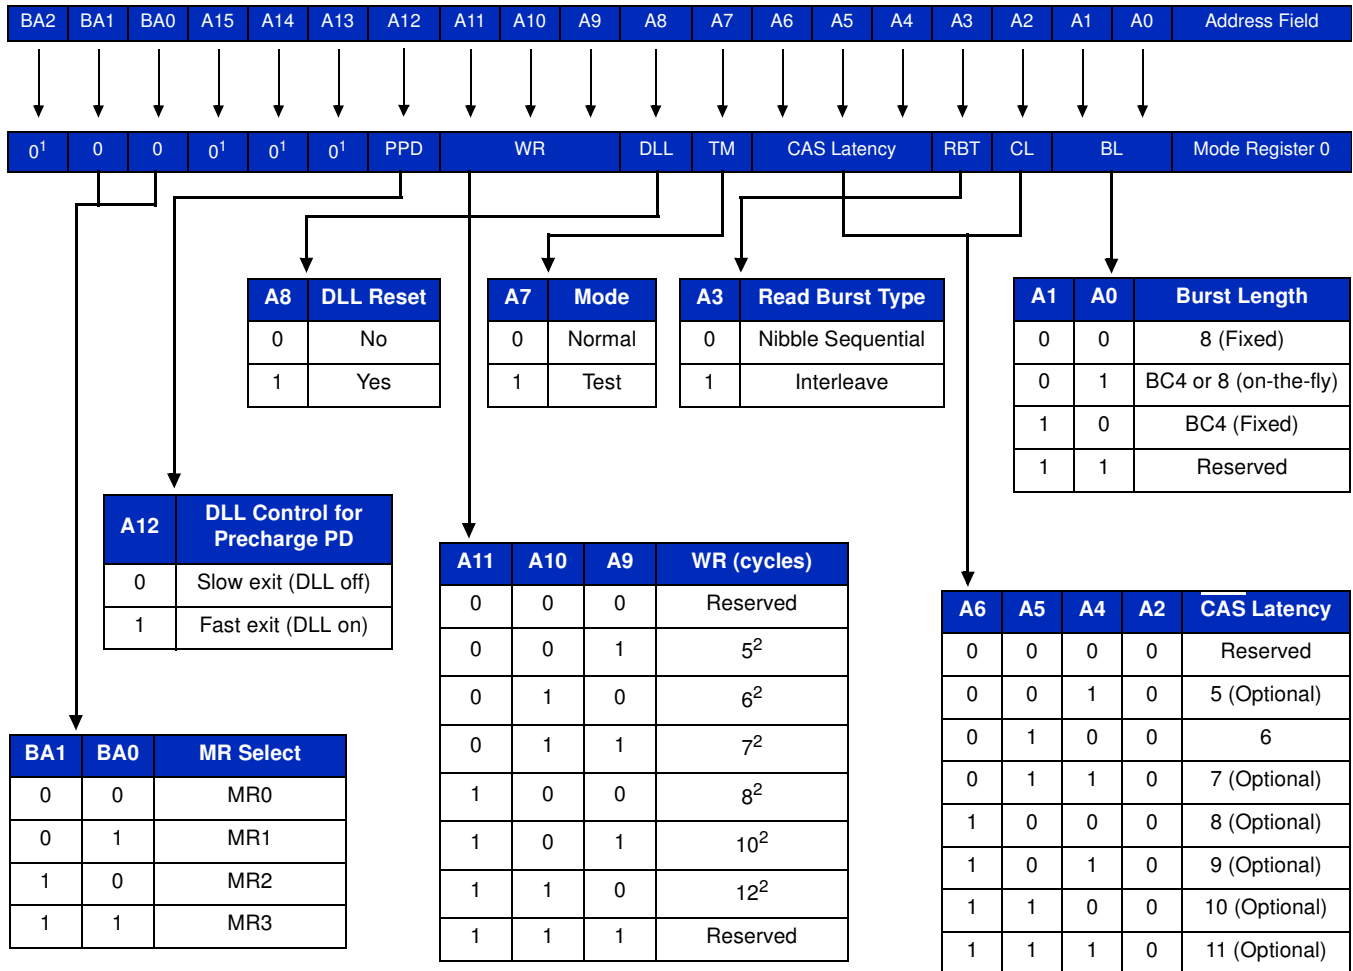 BA2 BA1 BA0 A15 A14 A13 A12 A11 A10 A9 A8 A7 A6 A5 A4 A3 A2 A1 A0 Address Field
0¹ 0 0 0¹ 0¹ 0¹ PPD WR DLL TM CAS Latency RBT CL BL Mode Register 0
A8 DLL Reset
0 No
1 Yes
A7 Mode
0 Normal
1 Test
A3 Read Burst Type
0 Nibble Sequential
1 Interleave
A1 A0 Burst Length
0 0 8 (Fixed)
0 1 BC4 or 8 (on-the-fly)
1 0 BC4 (Fixed)
1 1 Reserved
A12 DLL Control for
Precharge PD
0 Slow exit (DLL off)
1 Fast exit (DLL on)
A11 A10 A9 WR (cycles)
0 0 0 Reserved
0 0 1 5²
0 1 0 6²
0 1 1 7²
1 0 0 8²
1 0 1 10²
1 1 0 12²
1 1 1 Reserved
A6 A5 A4 A2 C̅A̅S̅ Latency
0 0 0 0 Reserved
0 0 1 0 5 (Optional)
0 1 0 0 6
0 1 1 0 7 (Optional)
1 0 0 0 8 (Optional)
1 0 1 0 9 (Optional)
1 1 0 0 10 (Optional)
1 1 1 0 11 (Optional)
BA1 BA0 MR Select
0 0 MR0
0 1 MR1
1 0 MR2
1 1 MR3